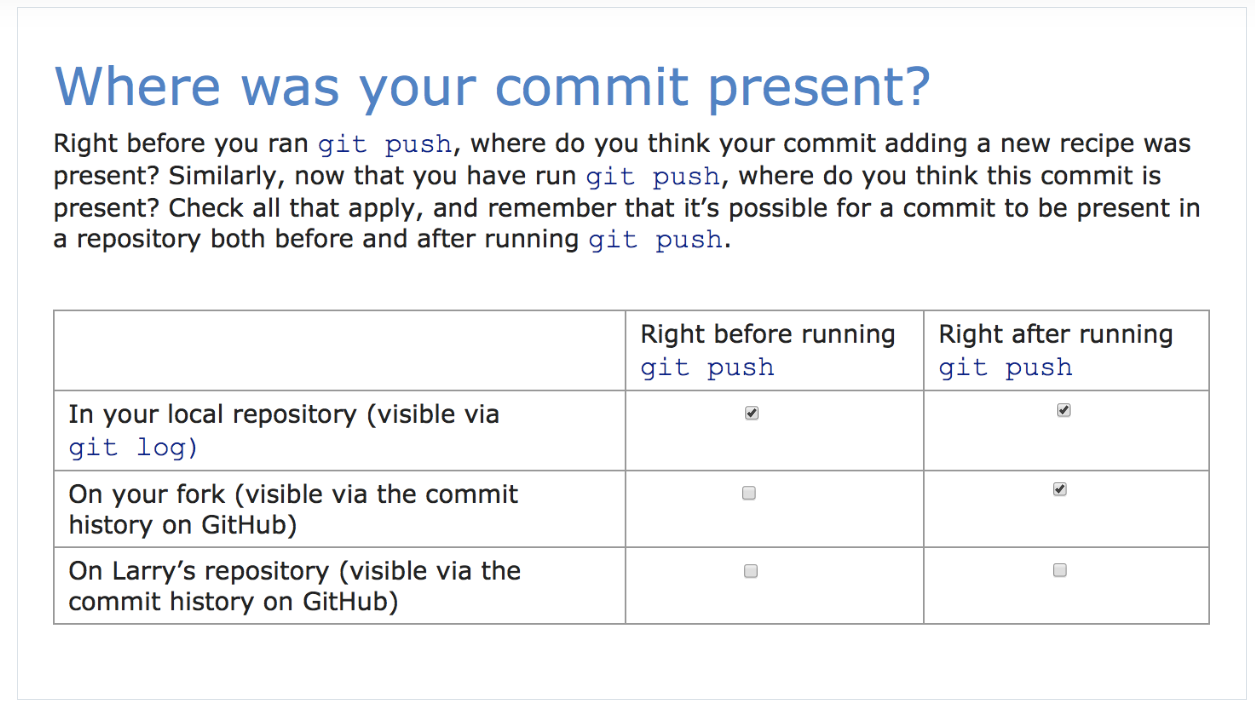 Where was your commit present?
Right before you ran git push, where do you think your commit adding a new recipe was
present? Similarly, now that you have run git push, where do you think this commit is
present? Check all that apply, and remember that it’s possible for a commit to be present in
a repository both before and after running git push.
Right before running
git push
Right after running
git push
In your local repository (visible via
git log)
On your fork (visible via the commit
history on GitHub)
On Larry’s repository (visible via the
commit history on GitHub)